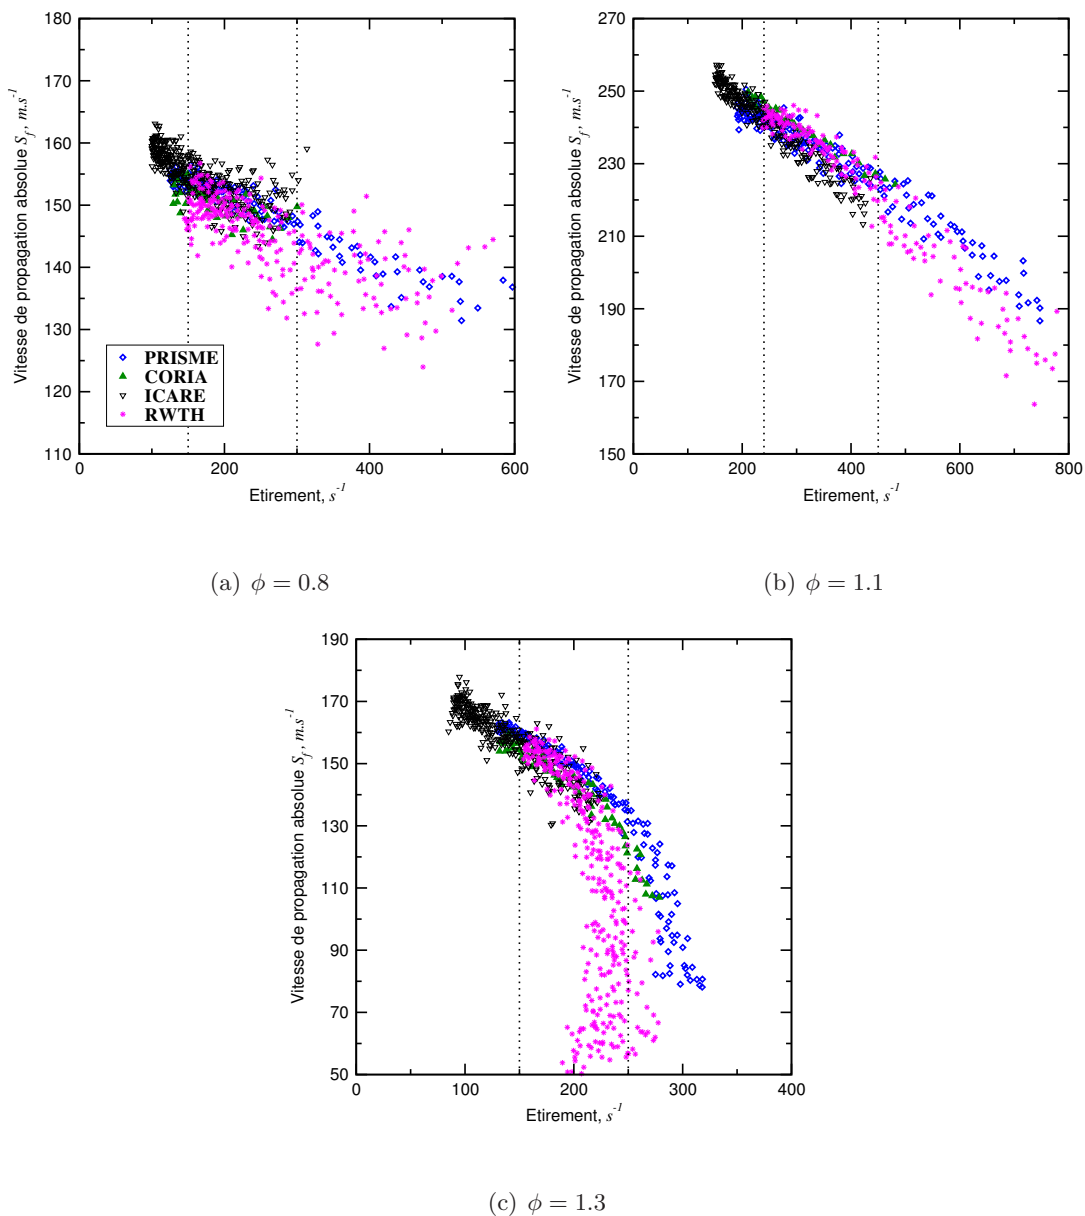 180
170
160
150
140
130
120
110
0
200
400
600
Vitesse de propagation absolue S_f, m.s^-1
Etirement, s^-1
PRISME
CORIA
ICARE
RWTH
270
250
230
210
190
170
150
0
200
400
600
800
Vitesse de propagation absolue S_f, m.s^-1
Etirement, s^-1
(a) ϕ = 0.8
(b) ϕ = 1.1
190
170
150
130
110
90
70
50
0
100
200
300
400
Vitesse de propagation absolue S_f, m.s^-1
Etirement, s^-1
(c) ϕ = 1.3